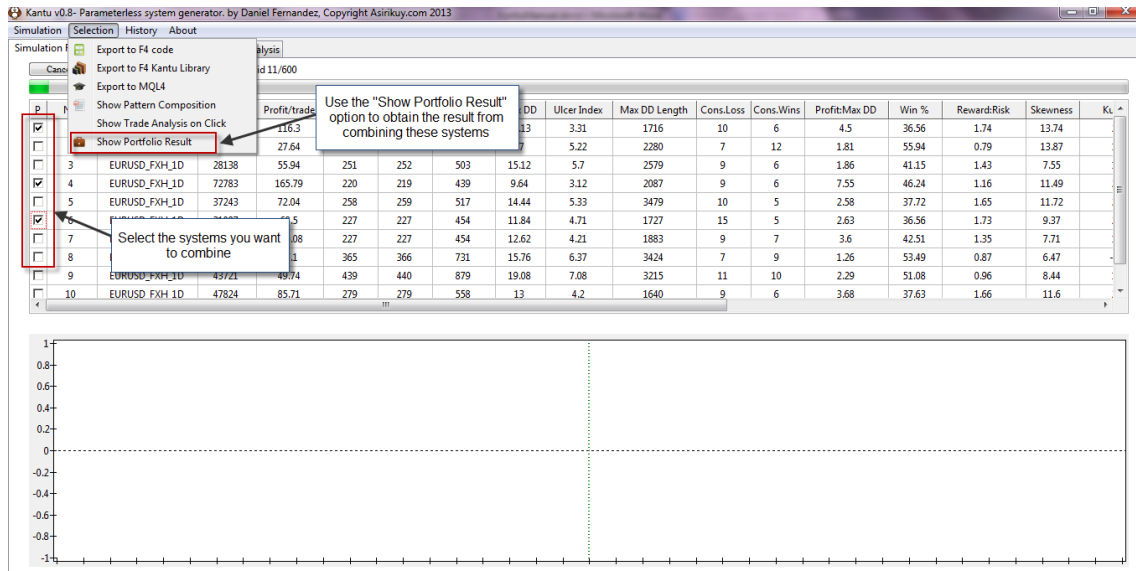 Kantu v0.8- Parameterless system generator. by Daniel Fernandez, Copyright Asirikuy.com 2013
Simulation Selection History About
Simulation
alysis
Export to F4 code
Export to F4 Kantu Library
Export to MQL4
Show Pattern Composition
Show Trade Analysis on Click
Show Portfolio Result
id 11/600
Use the "Show Portfolio Result"
option to obtain the result from
combining these systems
P Profit/trade DD Ulcer Index Max DD Length Cons.Loss Cons.Wins Profit:Max DD Win % Reward:Risk Skewness
116.3 3.31 1716 10 6 4.5 36.56 1.74 13.74
27.64 5.22 2280 7 12 1.81 55.94 0.79 13.87
3 EURUSD_FXH_1D 28138 55.94 251 252 503 15.12 5.7 2579 9 6 1.86 41.15 1.43 7.55
4 EURUSD_FXH_1D 72783 165.79 220 219 439 9.64 3.12 2087 9 6 7.55 46.24 1.16 11.49
5 EURUSD_FXH_1D 37243 72.04 258 259 517 14.44 5.33 3479 10 5 2.58 37.72 1.65 11.72
227 227 454 11.84 4.71 1727 15 5 2.63 36.56 1.73 9.37
7 227 227 454 12.62 4.21 1883 9 7 3.6 42.51 1.35 7.71
8 365 366 731 15.76 6.37 3424 7 9 1.26 53.49 0.87 6.47
9 EURUSD_FXH_1D 43721 49.74 439 440 879 19.08 7.08 3215 11 10 2.29 51.08 0.96 8.44
10 EURUSD_FXH_1D 47824 85.71 279 279 558 13 4.2 1640 9 6 3.68 37.63 1.66 11.6
Select the systems you want
to combine
1
0.8
0.6
0.4
0.2
0
-0.2
-0.4
-0.6
-0.8
-1